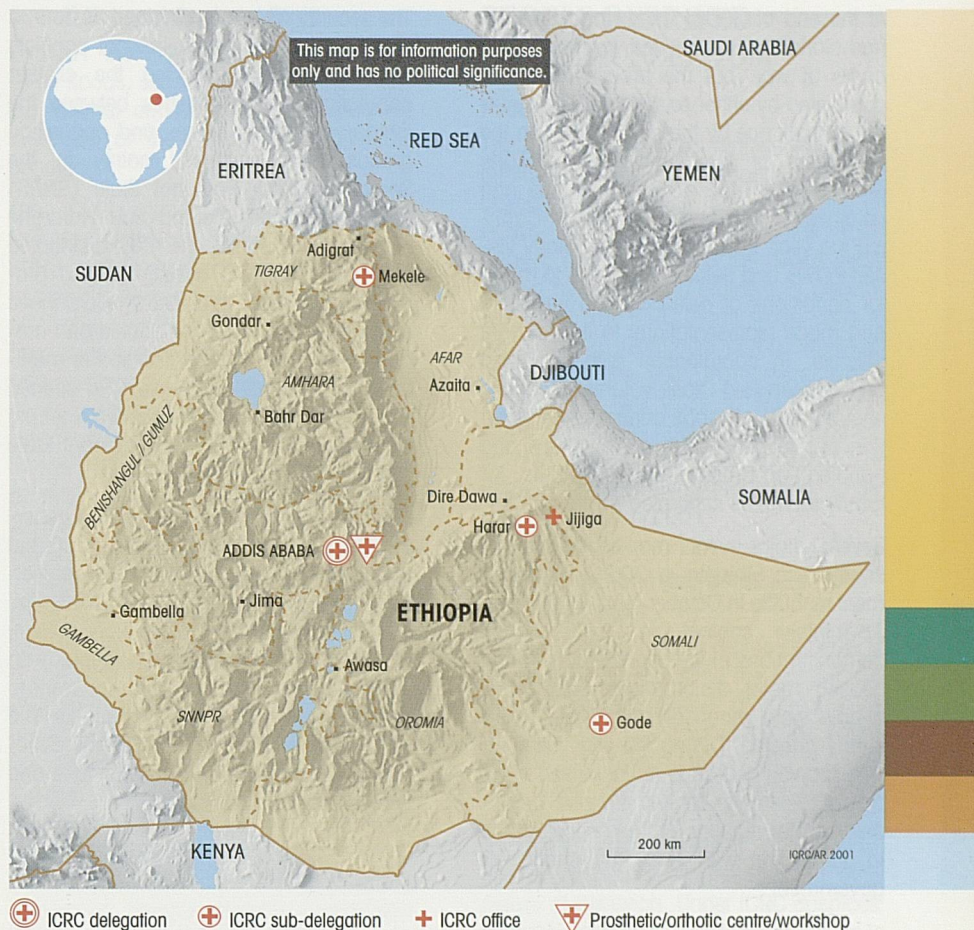 This map is for information purposes
only and has no political significance.
SAUDI ARABIA
RED SEA
ERITREA
YEMEN
Adigrat
SUDAN
TIGRAY
Mekele
Gondar
AFAR
DJIBOUTI
AMHARA
Azaita
Bahr Dar
BENISHANGUL / GUMUZ
Dire Dawa
SOMALIA
Harar
Jijiga
ADDIS ABABA
Jima
Gambella
ETHIOPIA
GAMBELLA
SOMALI
Awasa
SNNPR
OROMIA
Gode
KENYA
200 km
ICRC/AR 2001
ICRC delegation
ICRC sub-delegation
ICRC office
Prosthetic/orthotic centre/workshop